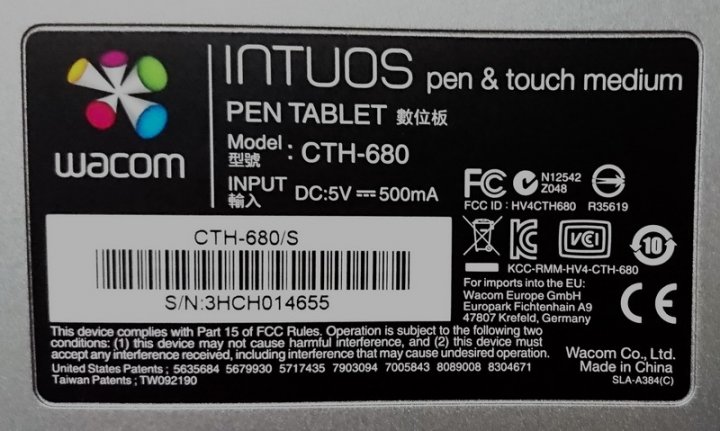 wacom
INTUOS pen & touch medium
PEN TABLET 數位板
Model
型號 : CTH-680
INPUT
輸入 DC:5V ⎓ 500mA
FC N12542
Z048
FCC ID : HV4CTH680 R35619
VCI 10
KCC-RMM-HV4-CTH-680
CTH-680/S
S/N:3HCH014655
For imports into the EU:
Wacom Europe GmbH
Europark Fichtenhain A9
47807 Krefeld, Germany
CE
This device complies with Part 15 of FCC Rules. Operation is subject to the following two
conditions: (1) this device may not cause harmful interference, and (2) this device must
accept any interference received, including interference that may cause undesired operation.
United States Patents ; 5635684 5679930 5717435 7903094 7005843 8089008 8304671
Taiwan Patents ; TW092190
Wacom Co., Ltd.
Made in China
SLA-A384(C)